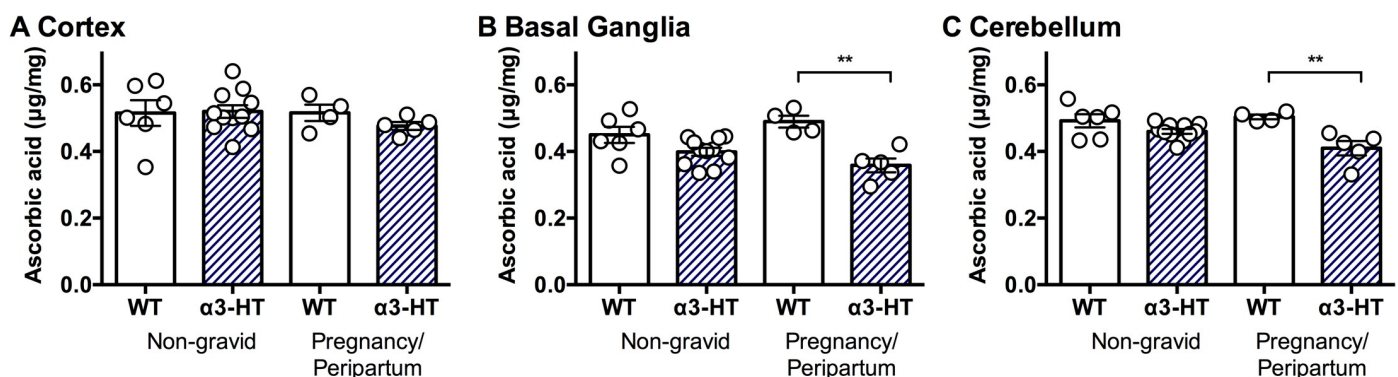 A Cortex
Ascorbic acid (µg/mg)
0.6
0.4
0.2
0.0
WT α3-HT WT α3-HT
Non-gravid Pregnancy/
Peripartum
B Basal Ganglia
Ascorbic acid (µg/mg)
**
0.6
0.4
0.2
0.0
WT α3-HT WT α3-HT
Non-gravid Pregnancy/
Peripartum
C Cerebellum
Ascorbic acid (µg/mg)
**
0.6
0.4
0.2
0.0
WT α3-HT WT α3-HT
Non-gravid Pregnancy/
Peripartum